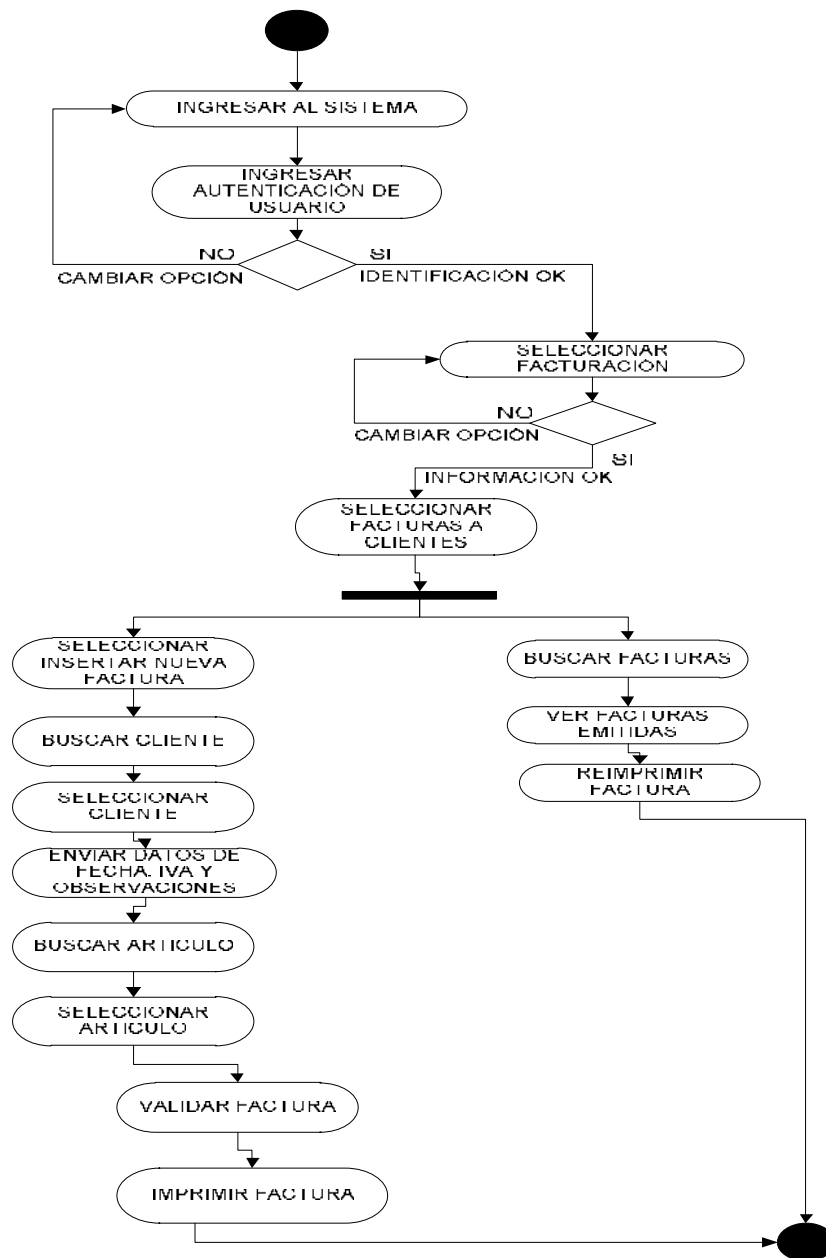 INGRESAR AL SISTEMA
INGRESAR
AUTENTICACIÓN DE
USUARIO
NO
SI
CAMBIAR OPCIÓN
IDENTIFICACIÓN OK
SELECCIONAR
FACTURACIÓN
NO
CAMBIAR OPCIÓN
SI
INFORMACION OK
SELECCIONAR
FACTURAS A
CLIENTES
SELECCIONAR
INSERTAR NUEVA
FACTURA
BUSCAR FACTURAS
BUSCAR CLIENTE
VER FACTURAS
EMITIDAS
SELECCIONAR
CLIENTE
REIMPRIMIR
FACTURA
ENVIAR DATOS DE
FECHA, IVA Y
OBSERVACIONES
BUSCAR ARTICULO
SELECCIONAR
ARTICULO
VALIDAR FACTURA
IMPRIMIR FACTURA